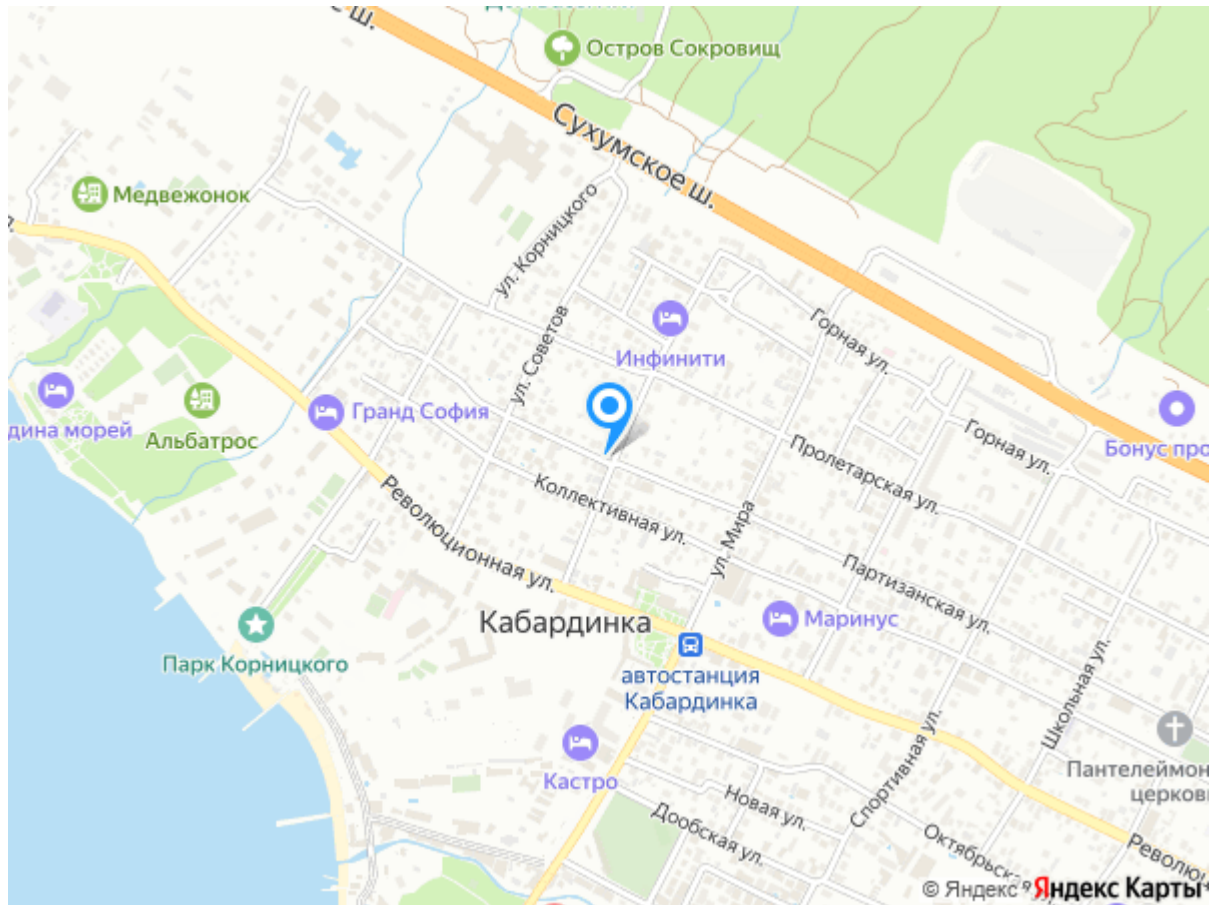 е ш.
Остров Сокровищ
Сухумское ш.
Медвежонок
ул. Корницкого
ул. Советов
Горная ул.
Инфинити
Гранд София
дина морей
Альбатрос
Горная ул.
Бонус про
Пролетарская ул.
Коллективная ул.
ул. Мира
Революционная ул.
Партизанская ул.
Кабардинка
Маринус
Парк Корницкого
автостанция
Кабардинка
Школьная ул.
Спортивная ул.
Кастро
Пантелеймон
церковь
Новая ул.
Дообская ул.
Октябрьская
Револю
© Яндекс Яндекс Карты